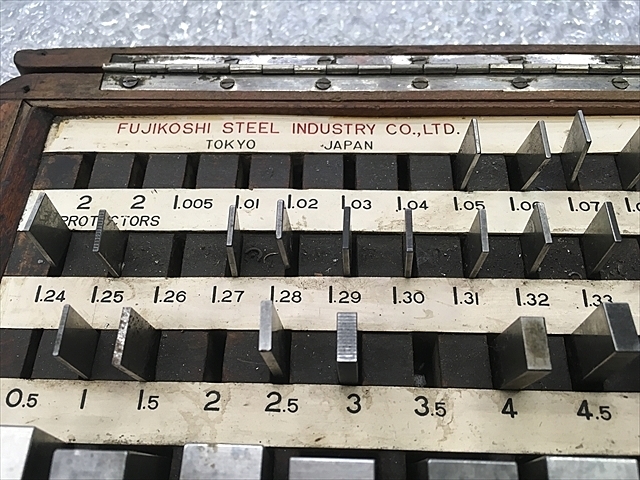 FUJIKOSHI STEEL INDUSTRY CO.,LTD.
TOKYO JAPAN
2 2 1.005 1.01 1.02 1.03 1.04 1.05 1.06 1.07
PROTECTORS
1.24 1.25 1.26 1.27 1.28 1.29 1.30 1.31 1.32 1.33
0.5 1 1.5 2 2.5 3 3.5 4 4.5